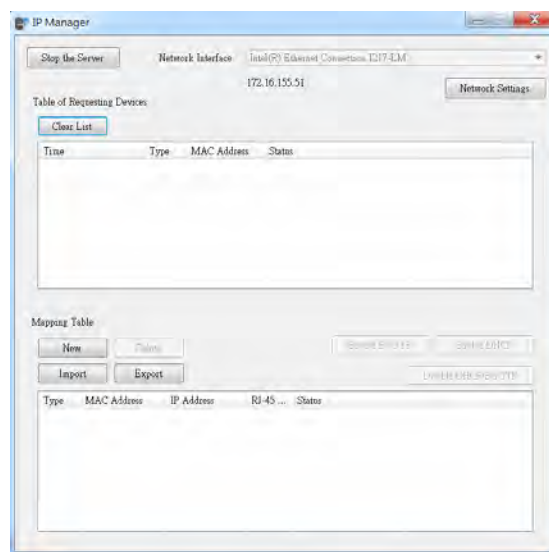 IP Manager
Stop the Server Network Interface Intel(R) Ethernet Connection I217-LM
172.16.155.51
Network Settings
Table of Requesting Devices
Clear List
Time Type MAC Address Status
Mapping Table
New Delete
Import Export
Type MAC Address IP Address RJ-45 ... Status